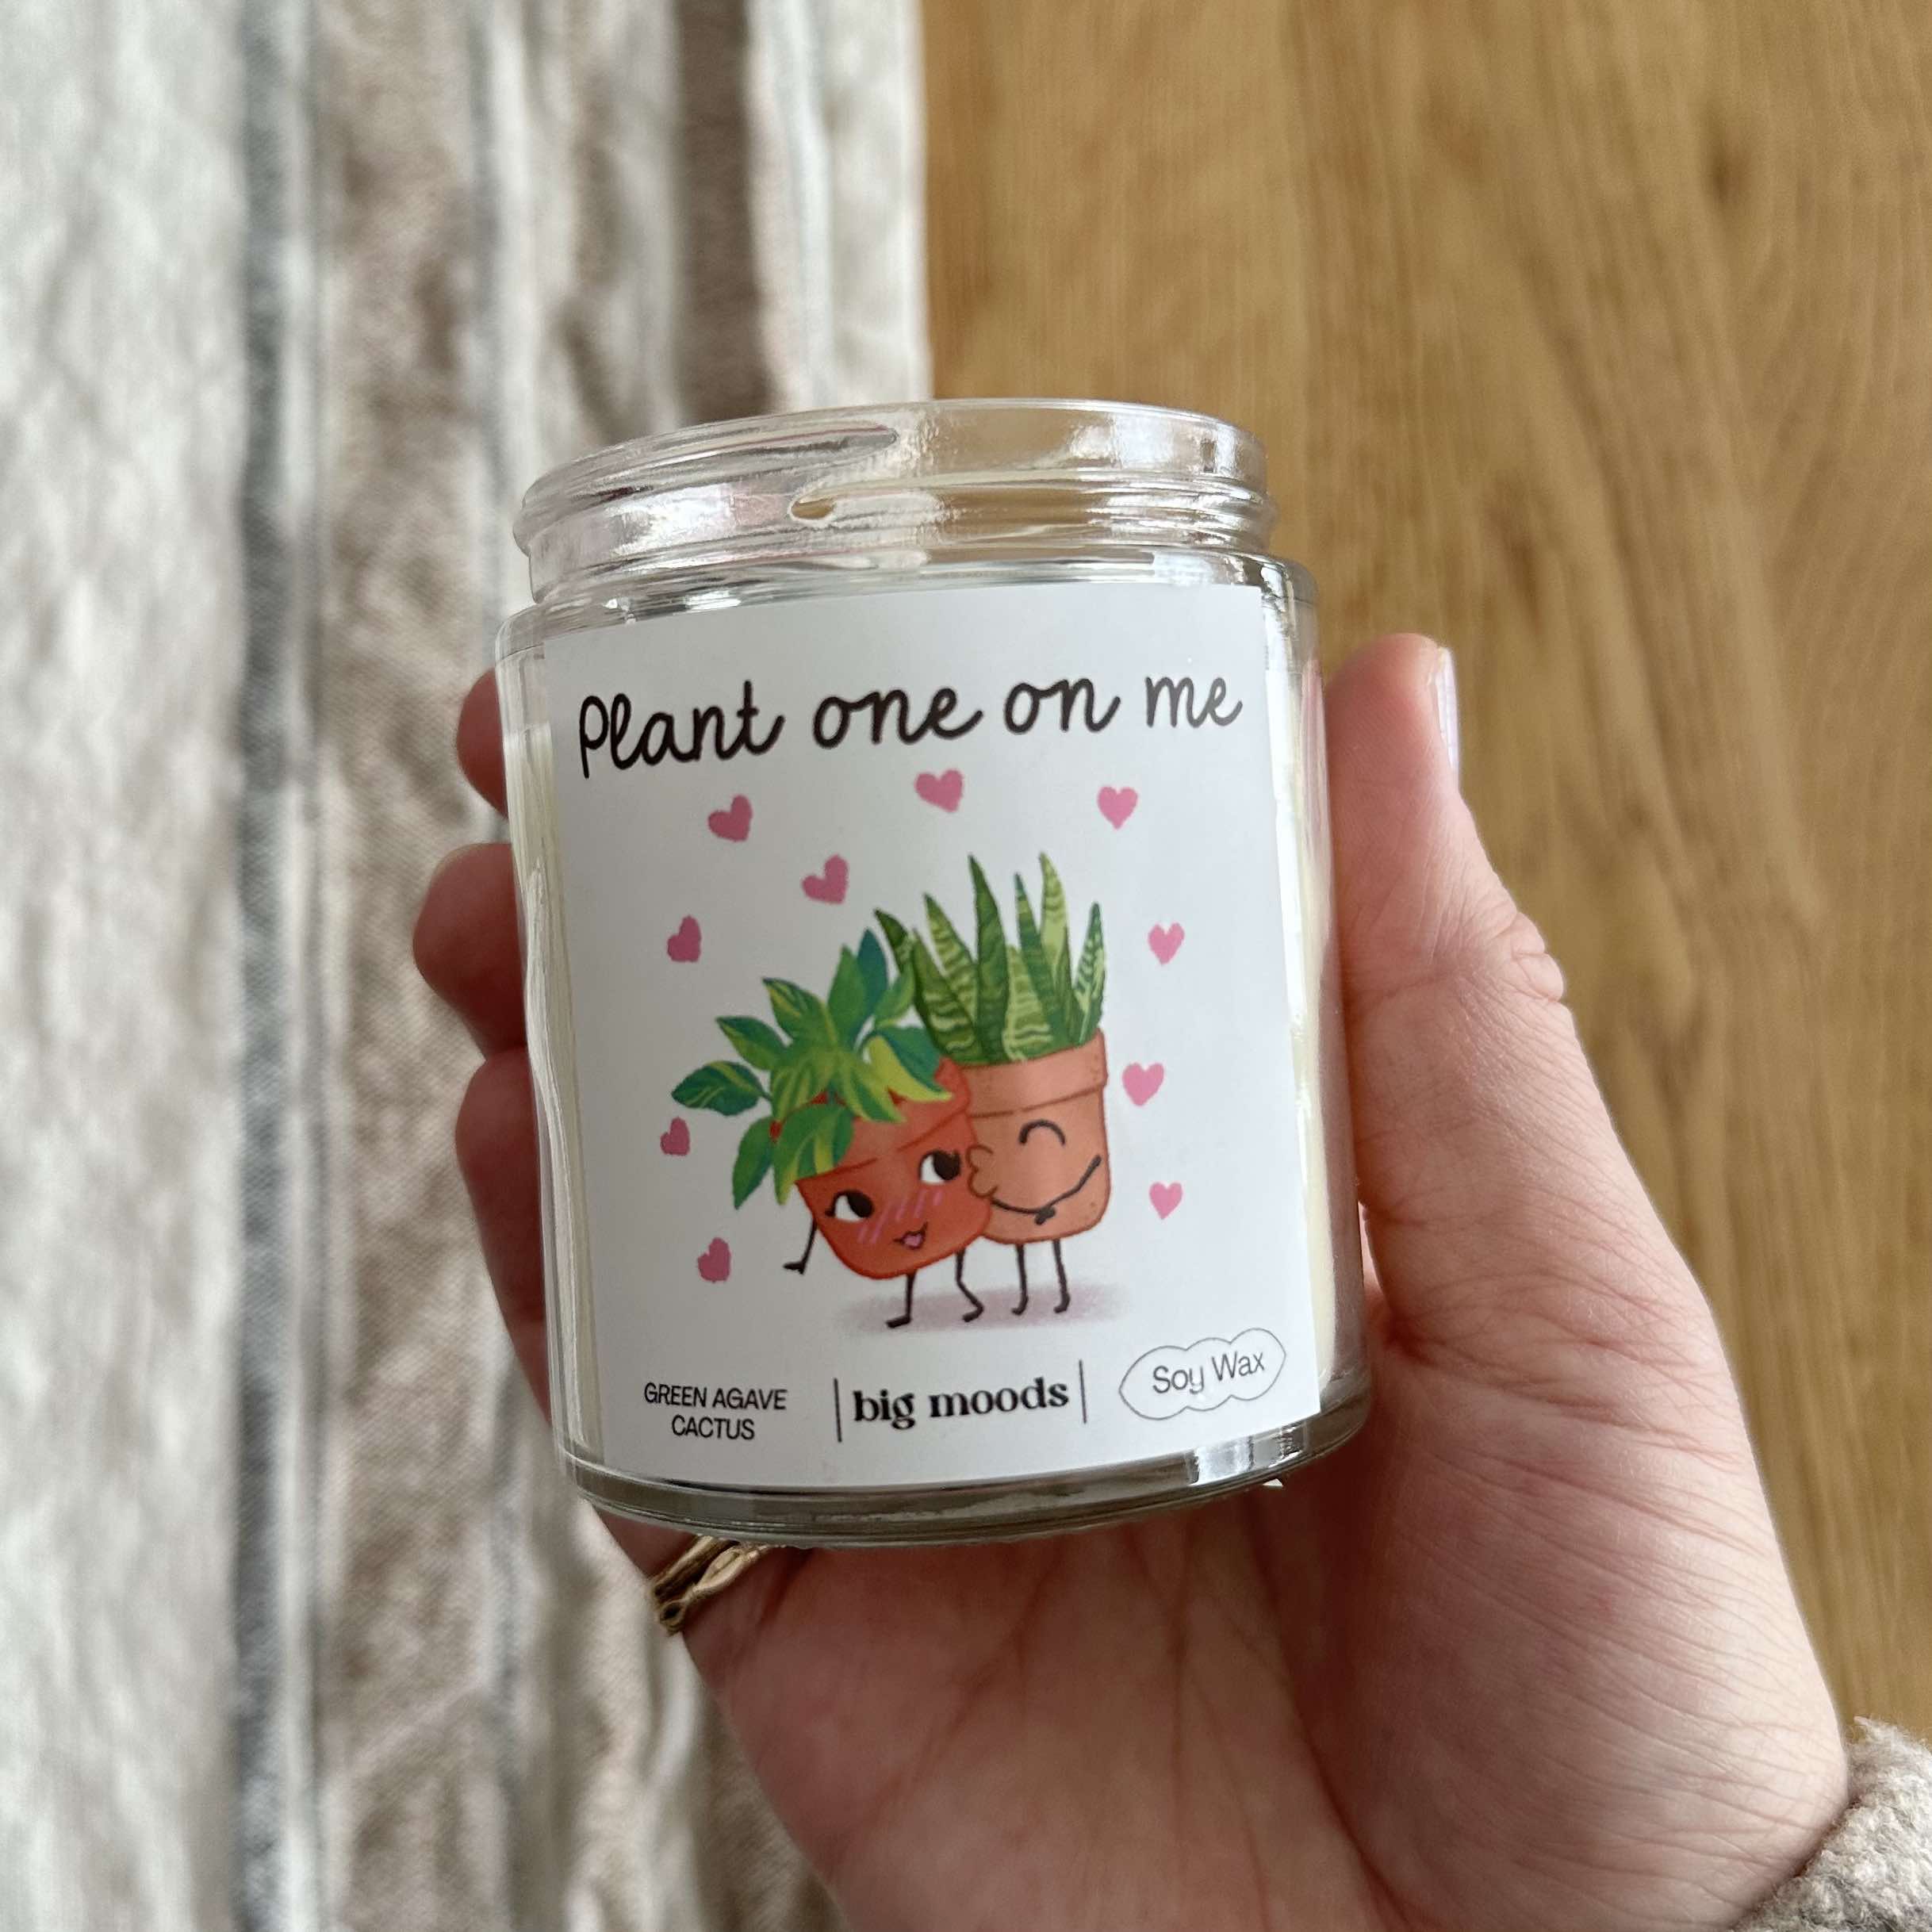 Plant one on me
GREEN AGAVE
CACTUS
big moods
Soy Wax